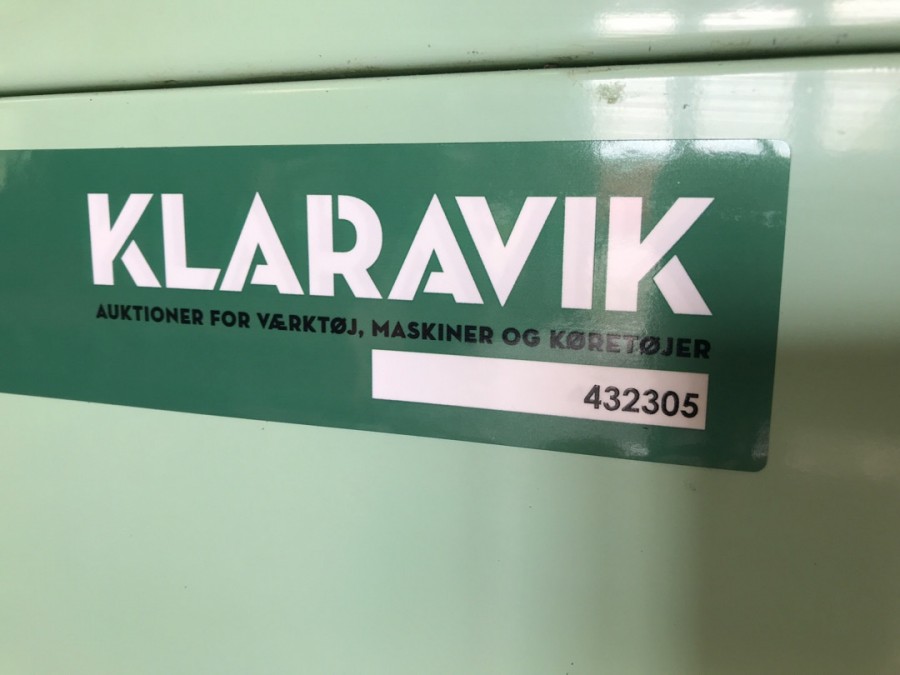 KLARAVIK
AUKTIONER FOR VÆRKTØJ, MASKINER OG KØRETØJER
432305